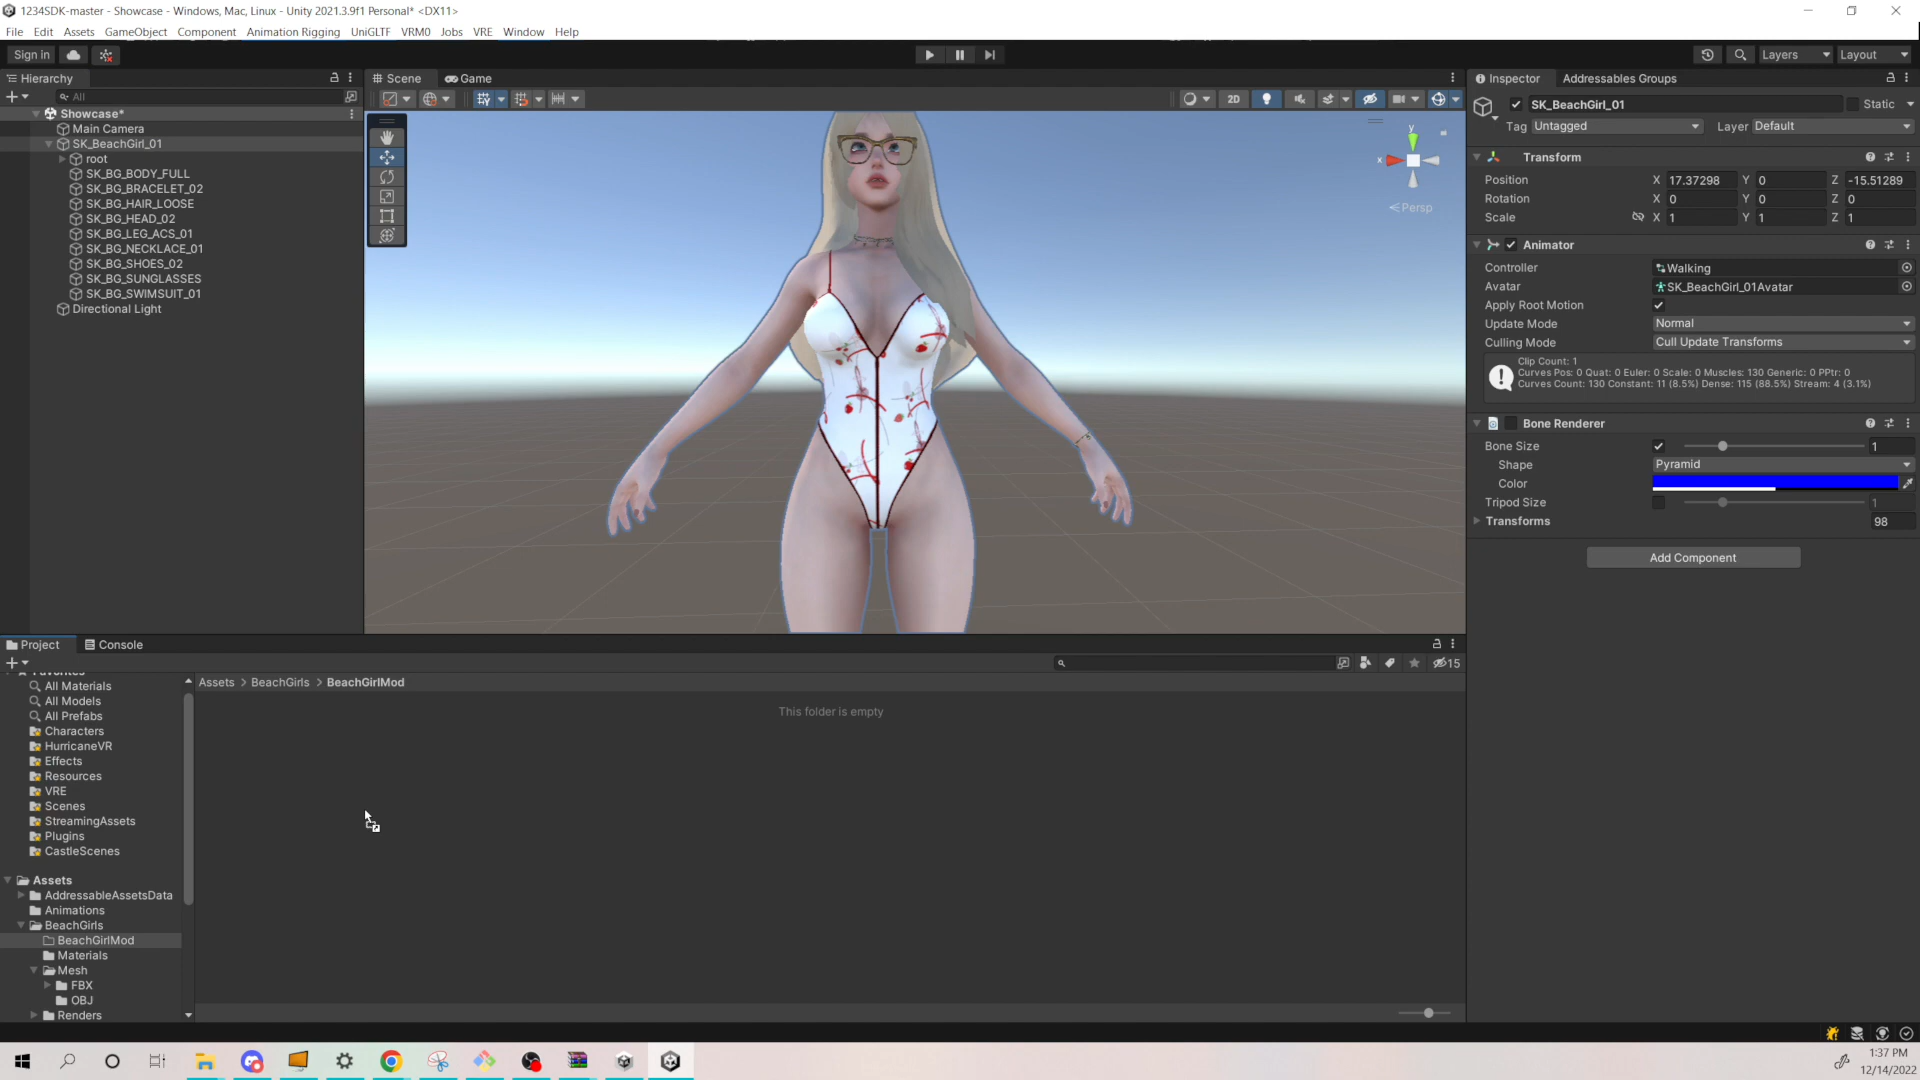 1234SDK-master - Showcase - Windows, Mac, Linux - Unity 2021.3.9f1 Personal* <DX11>
File Edit Assets GameObject Component Animation Rigging UniGLTF VRM0 Jobs VRE Window Help
Sign in
Layers
Layout
Hierarchy
All
Showcase*
Main Camera
SK_BeachGirl_01
root
SK_BG_BODY_FULL
SK_BG_BRACELET_02
SK_BG_HAIR_LOOSE
SK_BG_HEAD_02
SK_BG_LEG_ACS_01
SK_BG_NECKLACE_01
SK_BG_SHOES_02
SK_BG_SUNGLASSES
SK_BG_SWIMSUIT_01
Directional Light
Scene Game
2D
y
x
Persp
Inspector Addressables Groups
SK_BeachGirl_01 Static
Tag Untagged Layer Default
Transform
Position X 17.37298 Y 0 Z -15.51289
Rotation X 0 Y 0 Z 0
Scale X 1 Y 1 Z 1
Animator
Controller Walking
Avatar SK_BeachGirl_01Avatar
Apply Root Motion
Update Mode Normal
Culling Mode Cull Update Transforms
Clip Count: 1
Curves Pos: 0 Quat: 0 Euler: 0 Scale: 0 Muscles: 130 Generic: 0 PPtr: 0
Curves Count: 130 Constant: 11 (8.5%) Dense: 115 (88.5%) Stream: 4 (3.1%)
Bone Renderer
Bone Size 1
Shape Pyramid
Color
Tripod Size 1
Transforms 98
Add Component
Project Console
15
Favorites
All Materials
All Models
All Prefabs
Characters
HurricaneVR
Effects
Resources
VRE
Scenes
StreamingAssets
Plugins
CastleScenes
Assets
AddressableAssetsData
Animations
BeachGirls
BeachGirlMod
Materials
Mesh
FBX
OBJ
Renders
Assets > BeachGirls > BeachGirlMod
This folder is empty
1:37 PM
12/14/2022